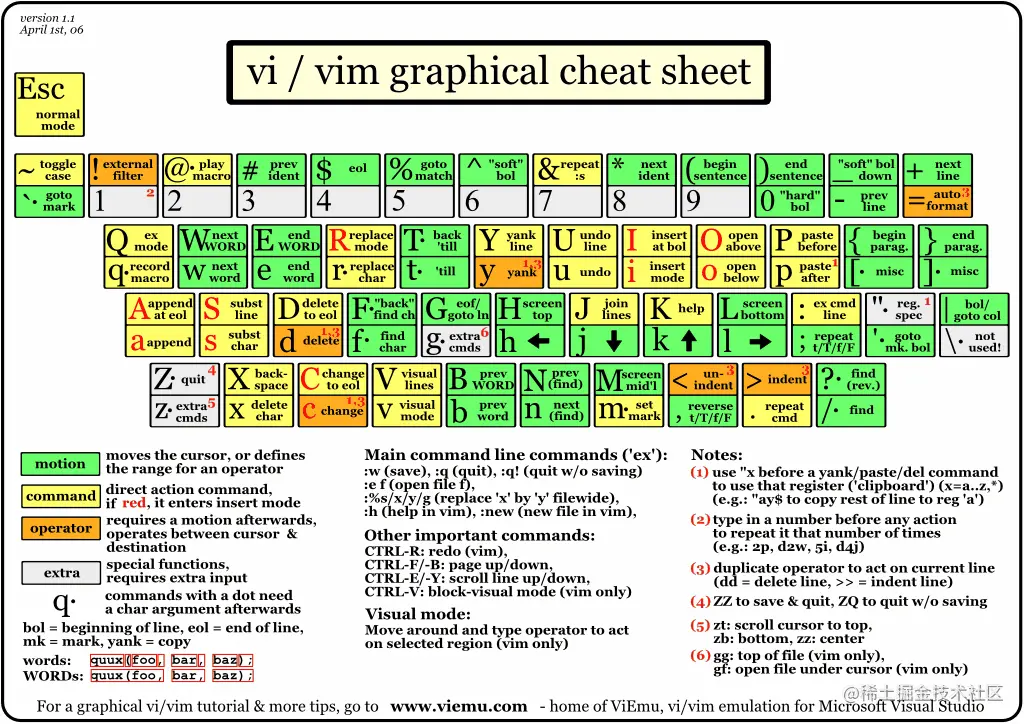 version 1.1
April 1st, 06
vi / vim graphical cheat sheet
Esc
normal
mode
~ toggle case
`· goto mark
! external filter
1 2
@· play macro
2
# prev ident
3
$ eol
4
% goto match
5
^ "soft" bol
6
& repeat :s
7
* next ident
8
( begin sentence
9
) end sentence
0 "hard" bol
_ "soft" bol down
- prev line
+ next line
= auto format 3
Q ex mode
q· record macro
W next WORD
w next word
E end WORD
e end word
R replace mode
r· replace char
T· back 'till
t· 'till
Y yank line
y yank 1,3
U undo line
u undo
I insert at bol
i insert mode
O open above
o open below
P paste before
p paste after 1
{ begin parag.
[· misc
} end parag.
]· misc
A append at eol
a append
S subst line
s subst char
D delete to eol
d delete 1,3
F· "back" find ch
f· find char
G eof/ goto ln
g· extra cmds 6
H screen top
h ←
J join lines
j ↓
K help
k ↑
L screen bottom
l →
: ex cmd line
; repeat t/T/f/F
"· reg. spec 1
'· goto mk. bol
| bol/ goto col
\· not used!
Z· quit 4
z· extra cmds 5
X back-space
x delete char
C change to eol
c change 1,3
V visual lines
v visual mode
B prev WORD
b prev word
N prev (find)
n next (find)
M screen mid'l
m· set mark
< un-indent 3
, reverse t/T/f/F
> indent 3
. repeat cmd
?· find (rev.)
/· find
motion
moves the cursor, or defines
the range for an operator
command
direct action command,
if red, it enters insert mode
operator
requires a motion afterwards,
operates between cursor &
destination
extra
special functions,
requires extra input
q·
commands with a dot need
a char argument afterwards
bol = beginning of line, eol = end of line,
mk = mark, yank = copy
words: quux(foo, bar, baz);
WORDs: quux(foo, bar, baz);
Main command line commands ('ex'):
:w (save), :q (quit), :q! (quit w/o saving)
:e f (open file f),
:%s/x/y/g (replace 'x' by 'y' filewide),
:h (help in vim), :new (new file in vim),
Other important commands:
CTRL-R: redo (vim),
CTRL-F/-B: page up/down,
CTRL-E/-Y: scroll line up/down,
CTRL-V: block-visual mode (vim only)
Visual mode:
Move around and type operator to act
on selected region (vim only)
Notes:
(1) use "x before a yank/paste/del command
to use that register ('clipboard') (x=a..z,*)
(e.g.: "ay$ to copy rest of line to reg 'a')
(2) type in a number before any action
to repeat it that number of times
(e.g.: 2p, d2w, 5i, d4j)
(3) duplicate operator to act on current line
(dd = delete line, >> = indent line)
(4) ZZ to save & quit, ZQ to quit w/o saving
(5) zt: scroll cursor to top,
zb: bottom, zz: center
(6) gg: top of file (vim only),
gf: open file under cursor (vim only)
@稀土掘金技术社区
For a graphical vi/vim tutorial & more tips, go to www.viemu.com - home of ViEmu, vi/vim emulation for Microsoft Visual Studio